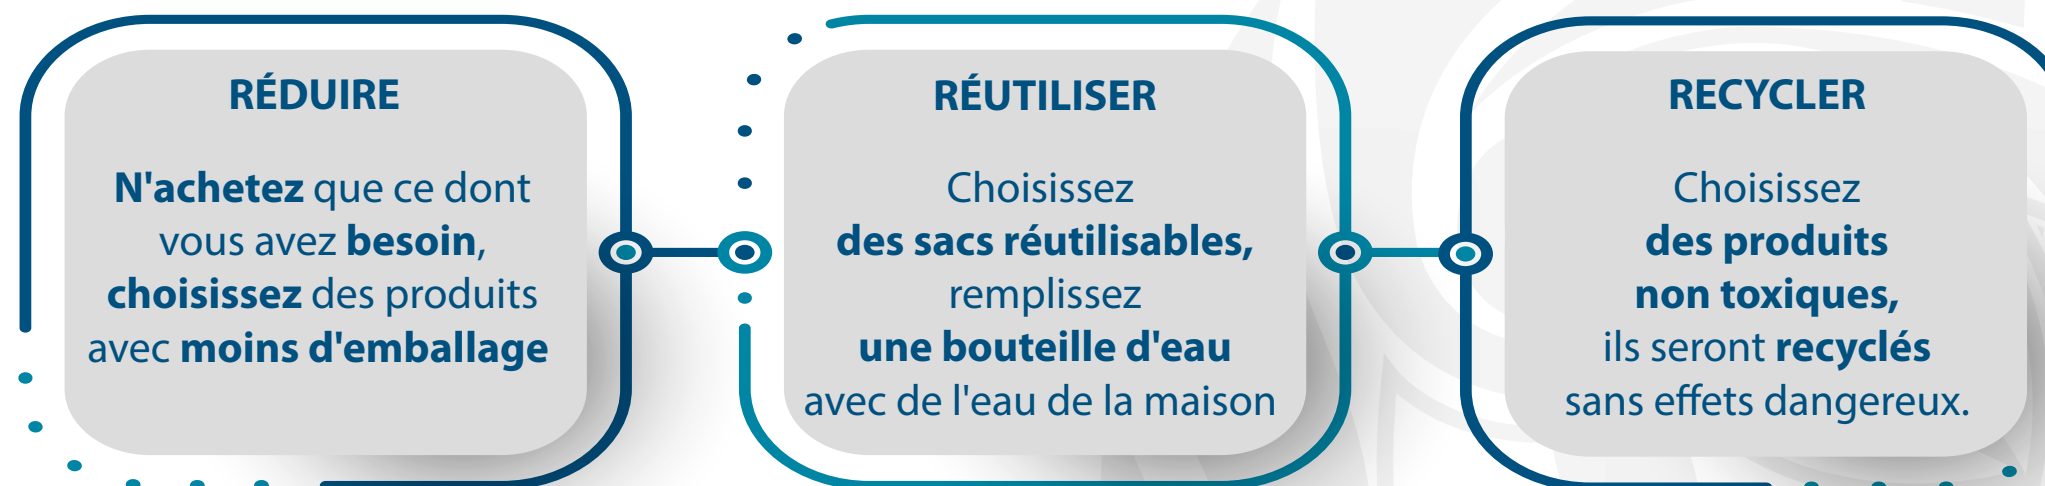 RÉDUIRE
N'achetez que ce dont
vous avez besoin,
choisissez des produits
avec moins d'emballage
RÉUTILISER
Choisissez
des sacs réutilisables,
remplissez
une bouteille d'eau
avec de l'eau de la maison
RECYCLER
Choisissez
des produits
non toxiques,
ils seront recyclés
sans effets dangereux.